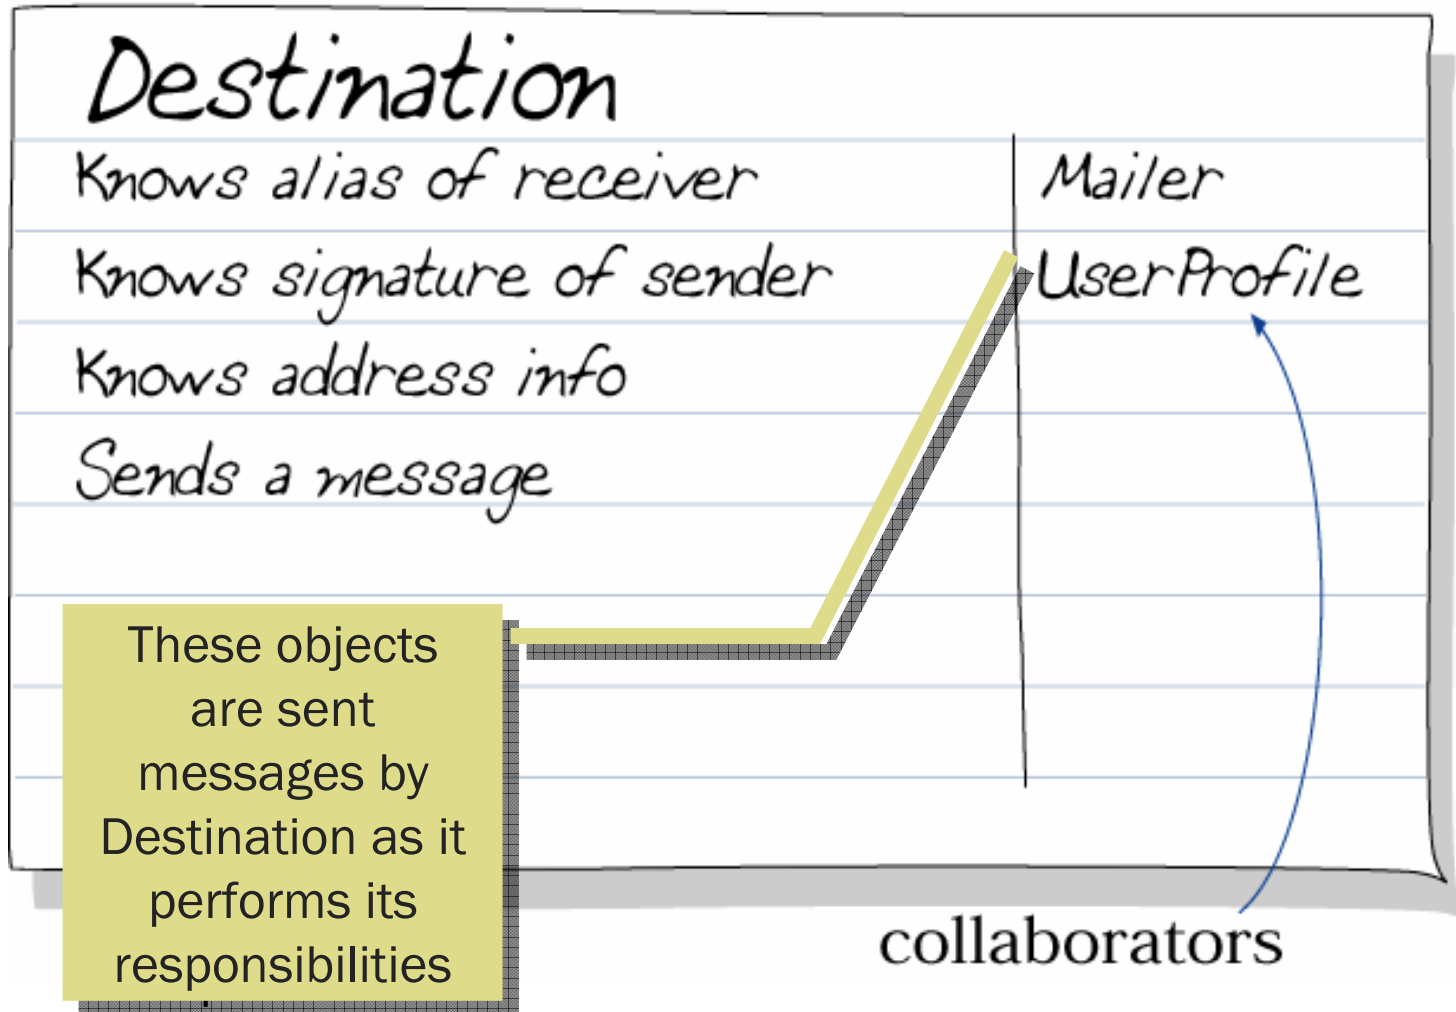 Destination
Knows alias of receiver
Mailer
Knows signature of sender
UserProfile
Knows address info
Sends a message
These objects
are sent
messages by
Destination as it
performs its
responsibilities
collaborators